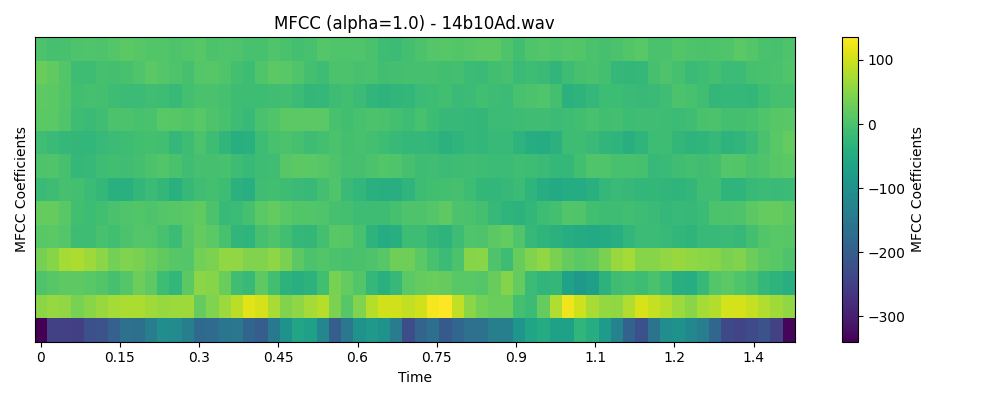 MFCC (alpha=1.0) - 14b10Ad.wav
MFCC Coefficients
0 0.15 0.3 0.45 0.6 0.75 0.9 1.1 1.2 1.4
Time
100
0
−100
−200
−300
MFCC Coefficients